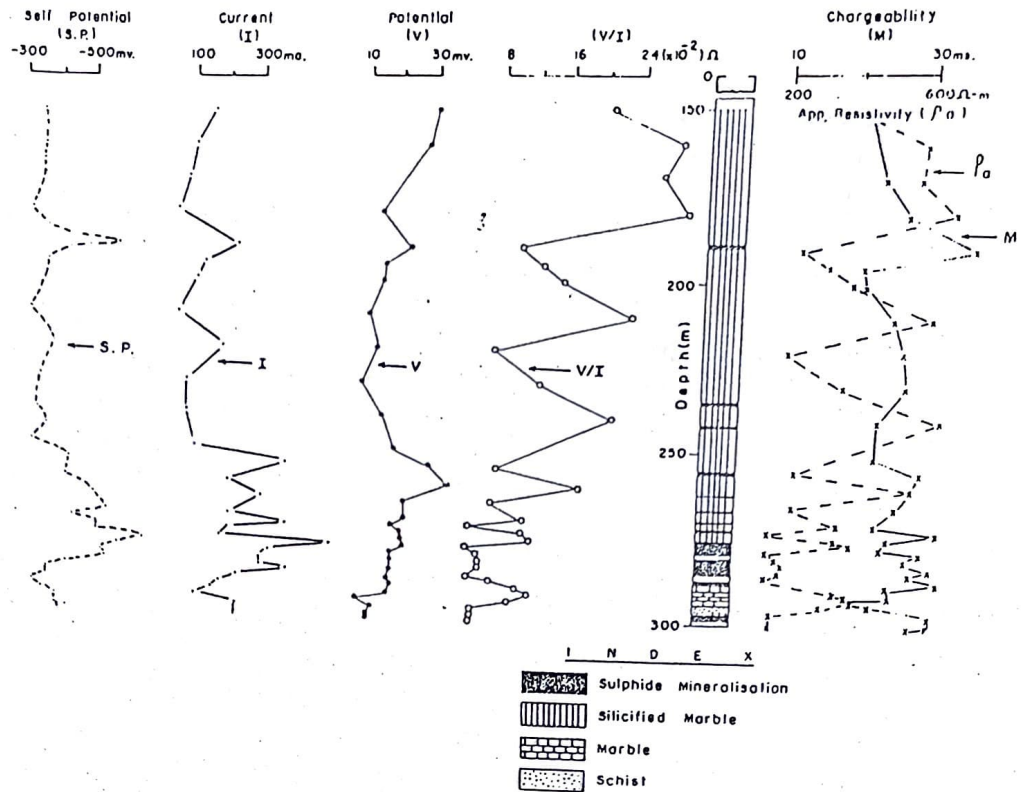 Self Potential
(S.P.)
-300 -500mv.
Current
(I)
100 300ma.
Potential
(V)
10 30mv.
(V/I)
8 16 24(x10⁻²)Ω
Chargeability
(M)
10 30ms.
200 600Ω-m
App. Resistivity (ρa)
0
150
200
250
300
Depth(m)
S.P.
I
V
V/I
ρa
M
I N D E X
Sulphide Mineralisation
Silicified Marble
Marble
Schist